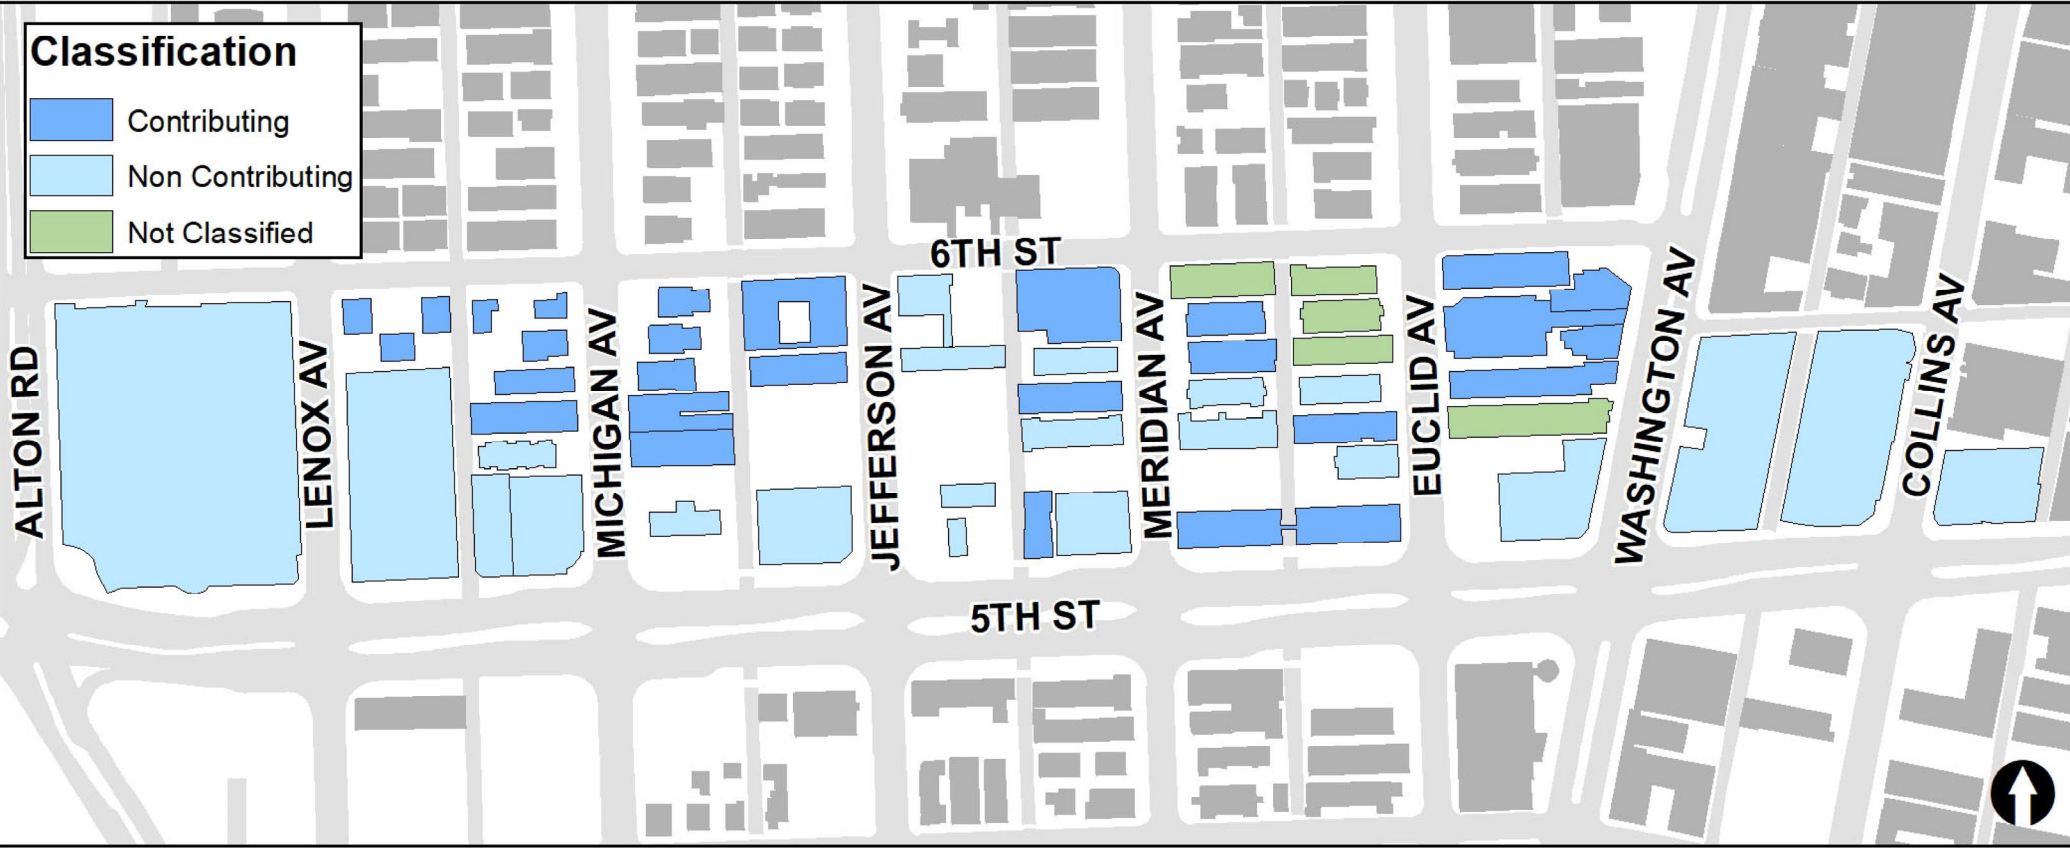 Classification
Contributing
Non Contributing
Not Classified
6TH ST
ALTON RD
LENOX AV
MICHIGAN AV
JEFFERSON AV
MERIDIAN AV
EUCLID AV
WASHINGTON AV
COLLINS AV
5TH ST